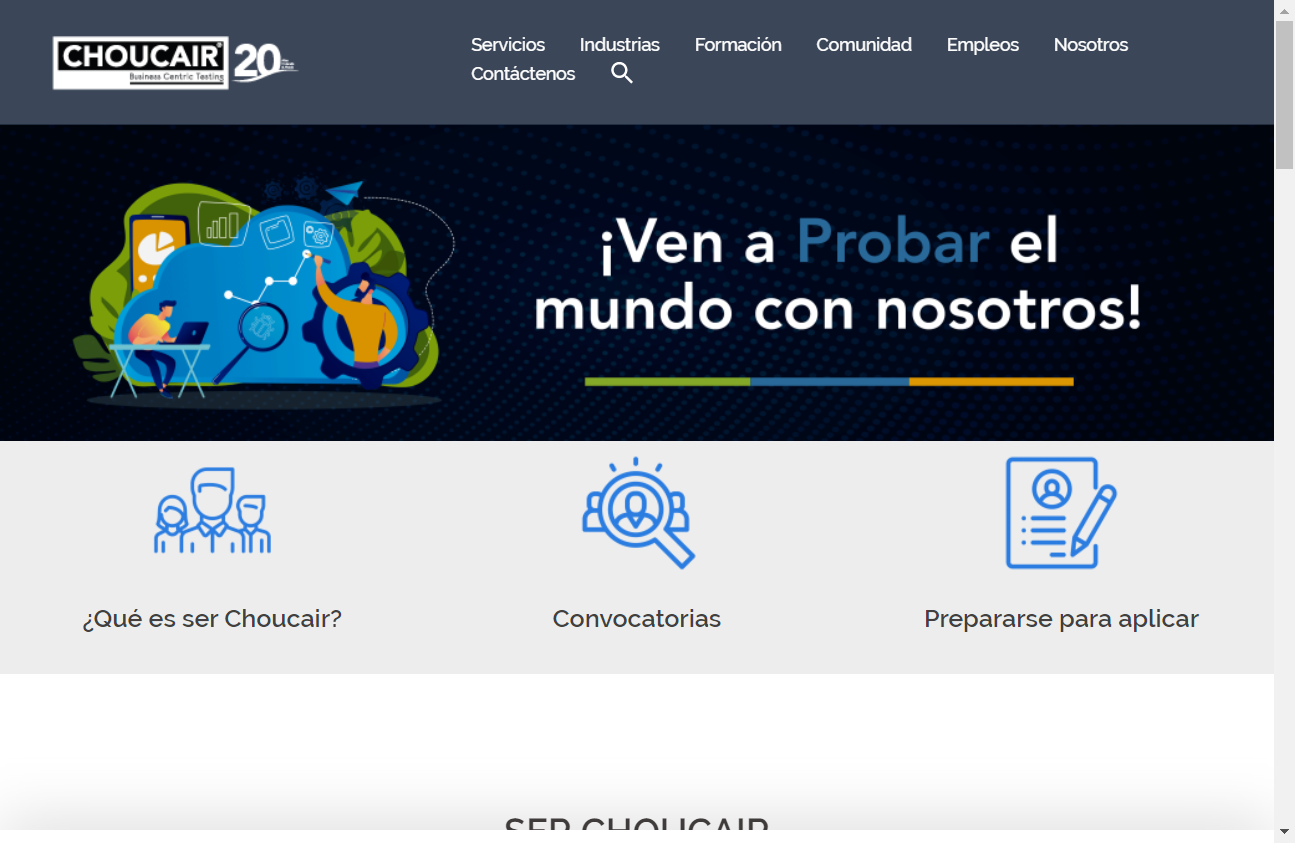 CHOUCAIR®
Business Centric Testing
20
Servicios
Industrias
Formación
Comunidad
Empleos
Nosotros
Contáctenos
¡Ven a Probar el
mundo con nosotros!
¿Qué es ser Choucair?
Convocatorias
Prepararse para aplicar
SER CHOUCAIR